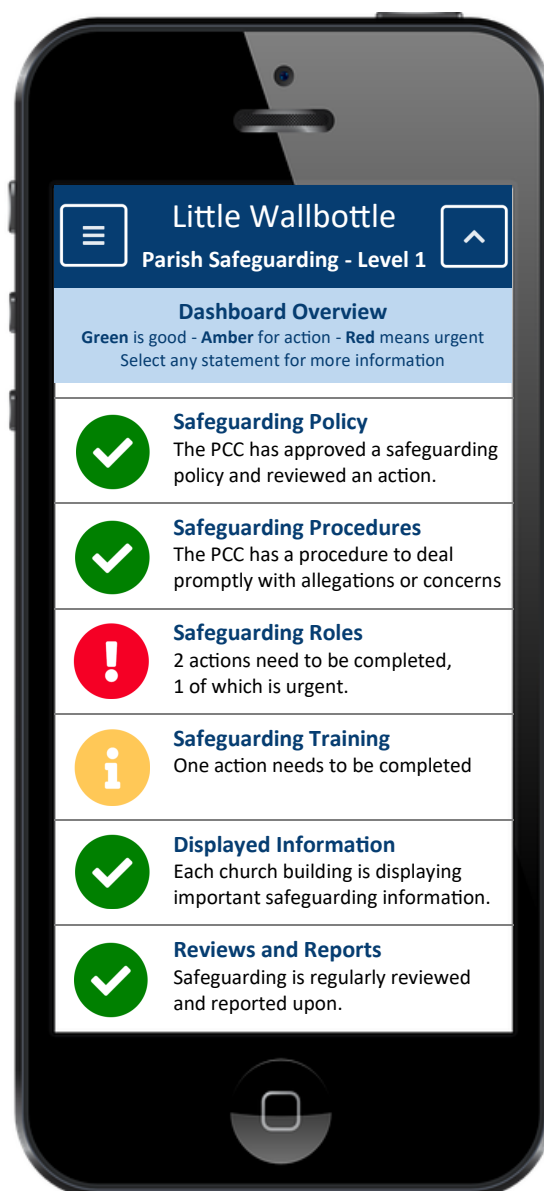 Little Wallbottle
Parish Safeguarding - Level 1
Dashboard Overview
Green is good - Amber for action - Red means urgent
Select any statement for more information
Safeguarding Policy
The PCC has approved a safeguarding
policy and reviewed an action.
Safeguarding Procedures
The PCC has a procedure to deal
promptly with allegations or concerns
Safeguarding Roles
2 actions need to be completed,
1 of which is urgent.
Safeguarding Training
One action needs to be completed
Displayed Information
Each church building is displaying
important safeguarding information.
Reviews and Reports
Safeguarding is regularly reviewed
and reported upon.